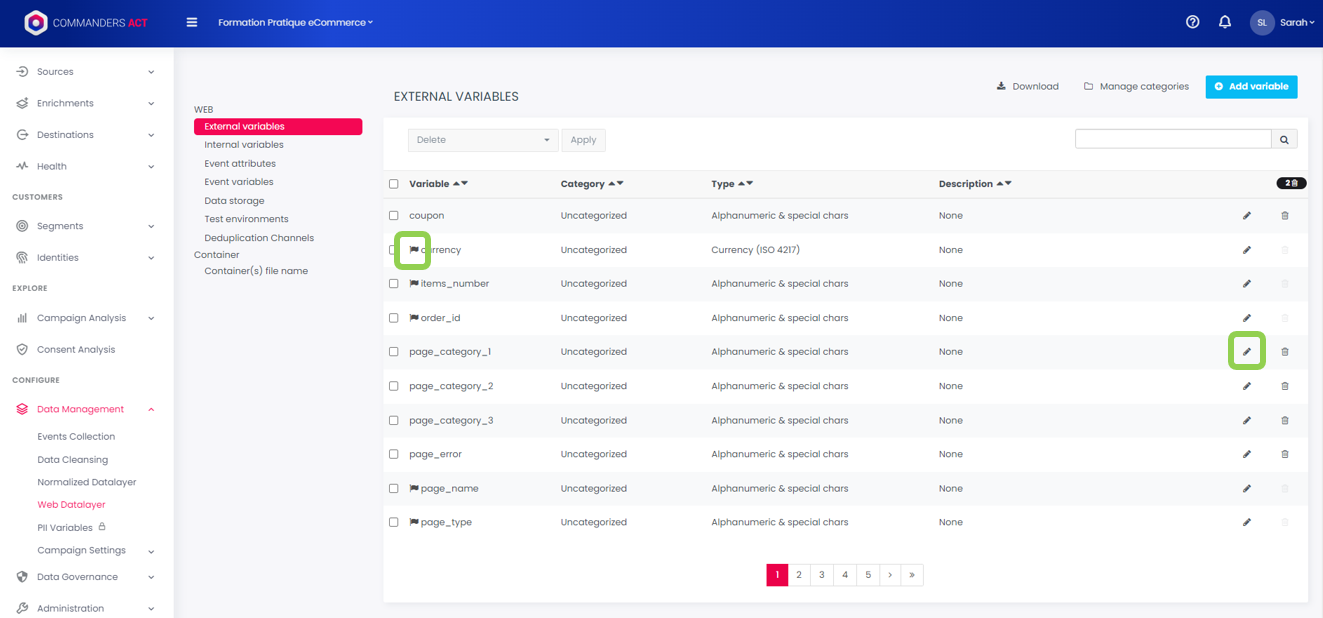 COMMANDERS ACT
Formation Pratique eCommerce
SL Sarah
Sources
Enrichments
Destinations
Health
CUSTOMERS
Segments
Identities
EXPLORE
Campaign Analysis
Consent Analysis
CONFIGURE
Data Management
Events Collection
Data Cleansing
Normalized Datalayer
Web Datalayer
PII Variables
Campaign Settings
Data Governance
Administration
WEB
External variables
Internal variables
Event attributes
Event variables
Data storage
Test environments
Deduplication Channels
Container
Container(s) file name
EXTERNAL VARIABLES
Download Manage categories Add variable
Delete Apply
Variable Category Type Description 2
coupon Uncategorized Alphanumeric & special chars None
currency Uncategorized Currency (ISO 4217) None
items_number Uncategorized Alphanumeric & special chars None
order_id Uncategorized Alphanumeric & special chars None
page_category_1 Uncategorized Alphanumeric & special chars None
page_category_2 Uncategorized Alphanumeric & special chars None
page_category_3 Uncategorized Alphanumeric & special chars None
page_error Uncategorized Alphanumeric & special chars None
page_name Uncategorized Alphanumeric & special chars None
page_type Uncategorized Alphanumeric & special chars None
1 2 3 4 5 › »